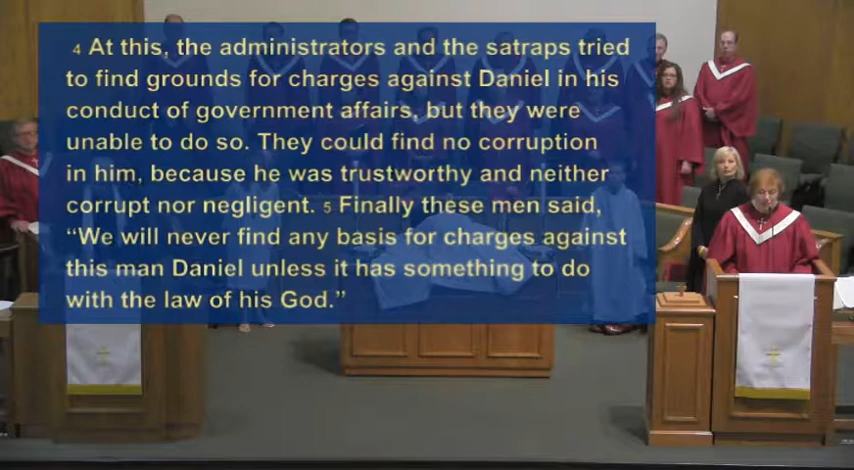 4 At this, the administrators and the satraps tried
to find grounds for charges against Daniel in his
conduct of government affairs, but they were
unable to do so. They could find no corruption
in him, because he was trustworthy and neither
corrupt nor negligent. 5 Finally these men said,
“We will never find any basis for charges against
this man Daniel unless it has something to do
with the law of his God.”